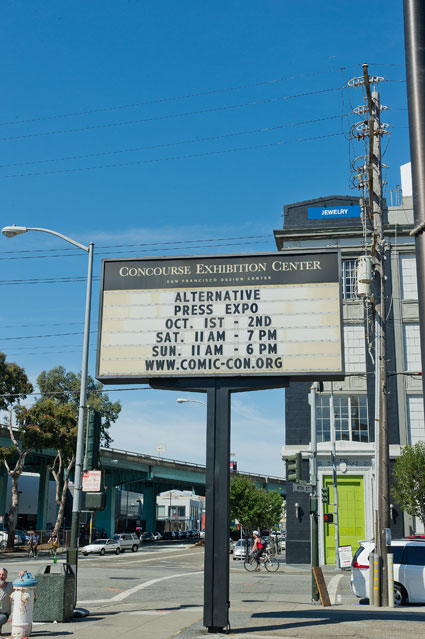 JEWELRY
CONCOURSE EXHIBITION CENTER
SAN FRANCISCO DESIGN CENTER
ALTERNATIVE
PRESS EXPO
OCT. 1ST - 2ND
SAT. 11 AM - 7 PM
SUN. 11 AM - 6 PM
WWW.COMIC-CON.ORG